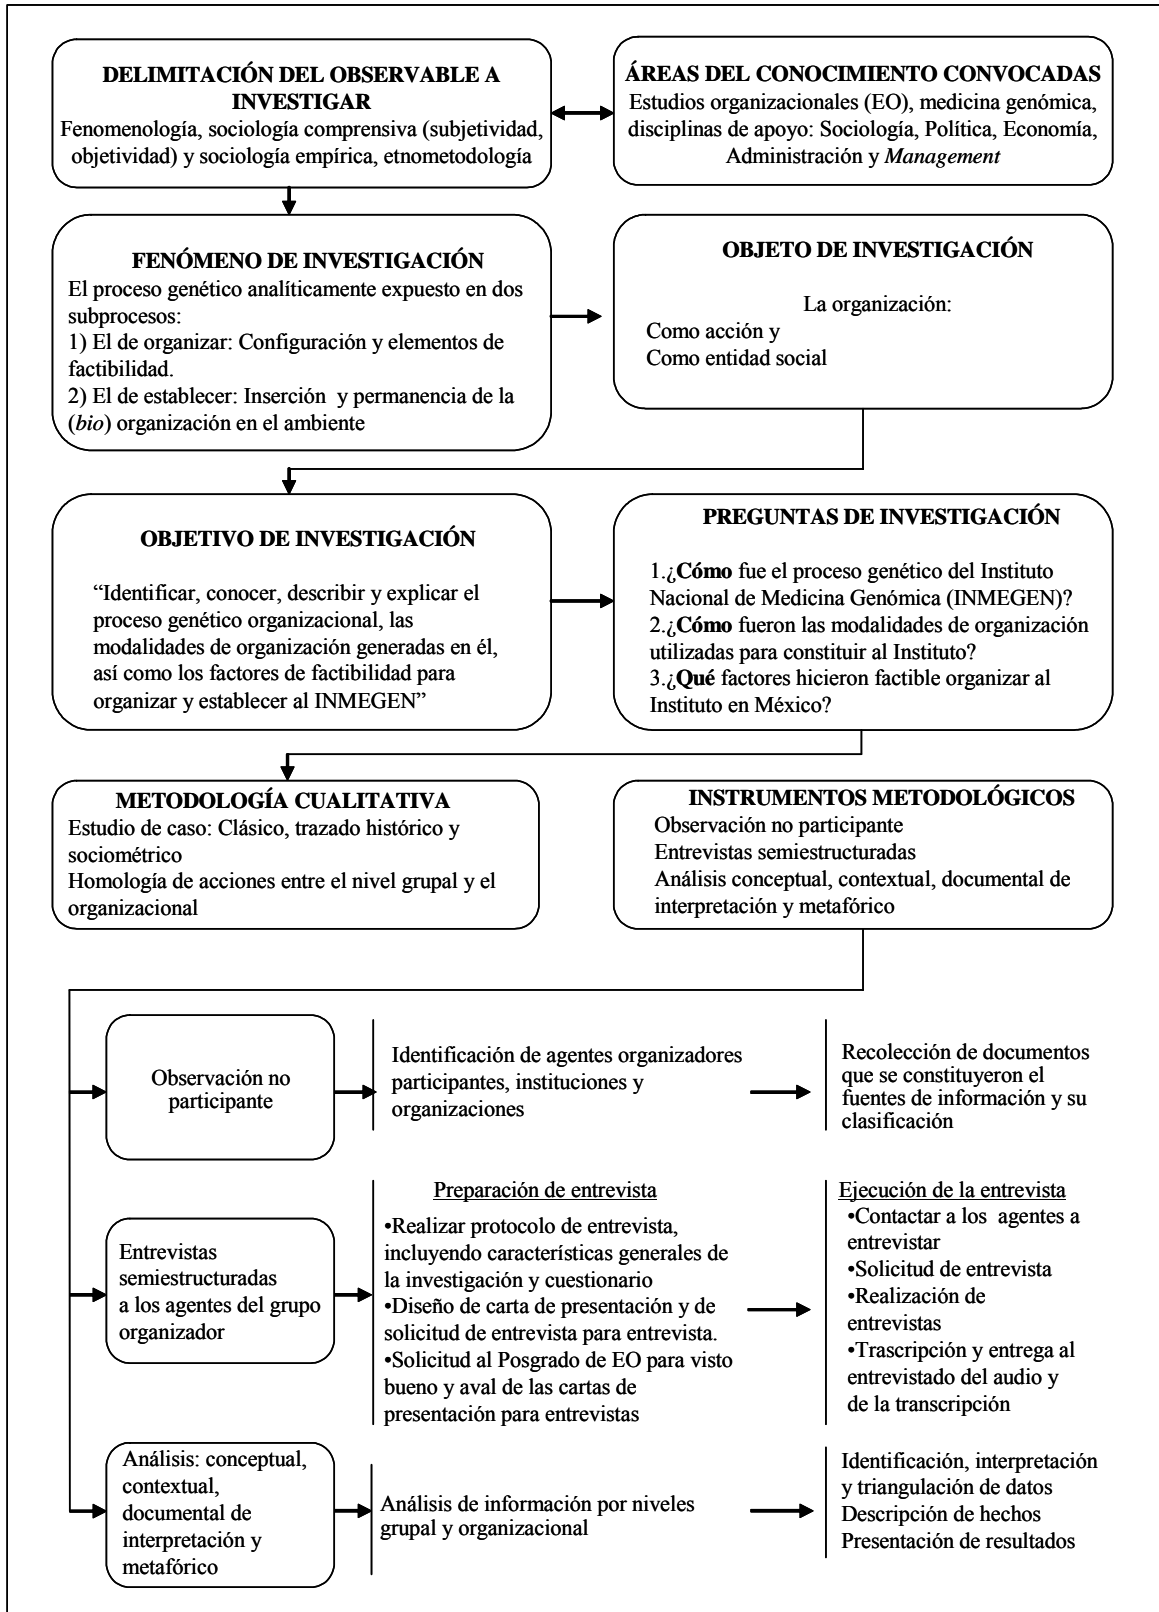 DELIMITACIÓN DEL OBSERVABLE A
INVESTIGAR
Fenomenología, sociología comprensiva (subjetividad,
objetividad) y sociología empírica, etnometodología
ÁREAS DEL CONOCIMIENTO CONVOCADAS
Estudios organizacionales (EO), medicina genómica,
disciplinas de apoyo: Sociología, Política, Economía,
Administración y Management
FENÓMENO DE INVESTIGACIÓN
El proceso genético analíticamente expuesto en dos
subprocesos:
1) El de organizar: Configuración y elementos de
factibilidad.
2) El de establecer: Inserción y permanencia de la
(bio) organización en el ambiente
OBJETO DE INVESTIGACIÓN
La organización:
Como acción y
Como entidad social
OBJETIVO DE INVESTIGACIÓN
“Identificar, conocer, describir y explicar el
proceso genético organizacional, las
modalidades de organización generadas en él,
así como los factores de factibilidad para
organizar y establecer al INMEGEN”
PREGUNTAS DE INVESTIGACIÓN
1.¿Cómo fue el proceso genético del Instituto
Nacional de Medicina Genómica (INMEGEN)?
2.¿Cómo fueron las modalidades de organización
utilizadas para constituir al Instituto?
3.¿Qué factores hicieron factible organizar al
Instituto en México?
METODOLOGÍA CUALITATIVA
Estudio de caso: Clásico, trazado histórico y
sociométrico
Homología de acciones entre el nivel grupal y el
organizacional
INSTRUMENTOS METODOLÓGICOS
Observación no participante
Entrevistas semiestructuradas
Análisis conceptual, contextual, documental de
interpretación y metafórico
Observación no
participante
Identificación de agentes organizadores
participantes, instituciones y
organizaciones
Recolección de documentos
que se constituyeron el
fuentes de información y su
clasificación
Entrevistas
semiestructuradas
a los agentes del grupo
organizador
Preparación de entrevista
•Realizar protocolo de entrevista,
incluyendo características generales de
la investigación y cuestionario
•Diseño de carta de presentación y de
solicitud de entrevista para entrevista.
•Solicitud al Posgrado de EO para visto
bueno y aval de las cartas de
presentación para entrevistas
Ejecución de la entrevista
•Contactar a los agentes a
entrevistar
•Solicitud de entrevista
•Realización de
entrevistas
•Trascripción y entrega al
entrevistado del audio y
de la transcripción
Análisis: conceptual,
contextual,
documental de
interpretación y
metafórico
Análisis de información por niveles
grupal y organizacional
Identificación, interpretación
y triangulación de datos
Descripción de hechos
Presentación de resultados